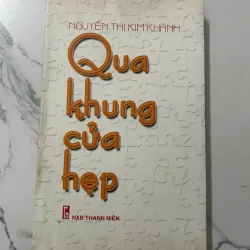 NGUYỄN THỊ KIM KHÁNH
Qua
khung
cửa
hẹp
NXB THANH NIÊN